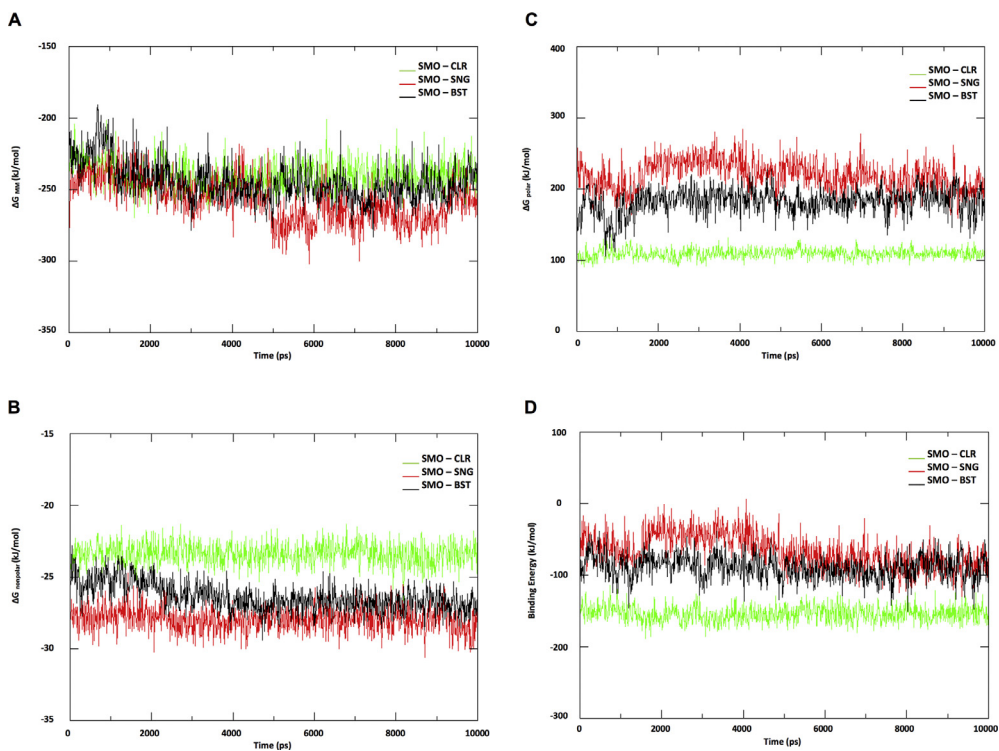 A
-150
-200
-250
-300
-350
ΔG MM (kJ/mol)
SMO – CLR
SMO – SNG
SMO – BST
0 2000 4000 6000 8000 10000
Time (ps)
C
400
300
200
100
0
ΔG polar (kJ/mol)
SMO – CLR
SMO – SNG
SMO – BST
0 2000 4000 6000 8000 10000
Time (ps)
B
-15
-20
-25
-30
-35
ΔG nonpolar (kJ/mol)
SMO – CLR
SMO – SNG
SMO – BST
0 2000 4000 6000 8000 10000
Time (ps)
D
100
0
-100
-200
-300
Binding Energy (kJ/mol)
SMO – CLR
SMO – SNG
SMO – BST
0 2000 4000 6000 8000 10000
Time (ps)